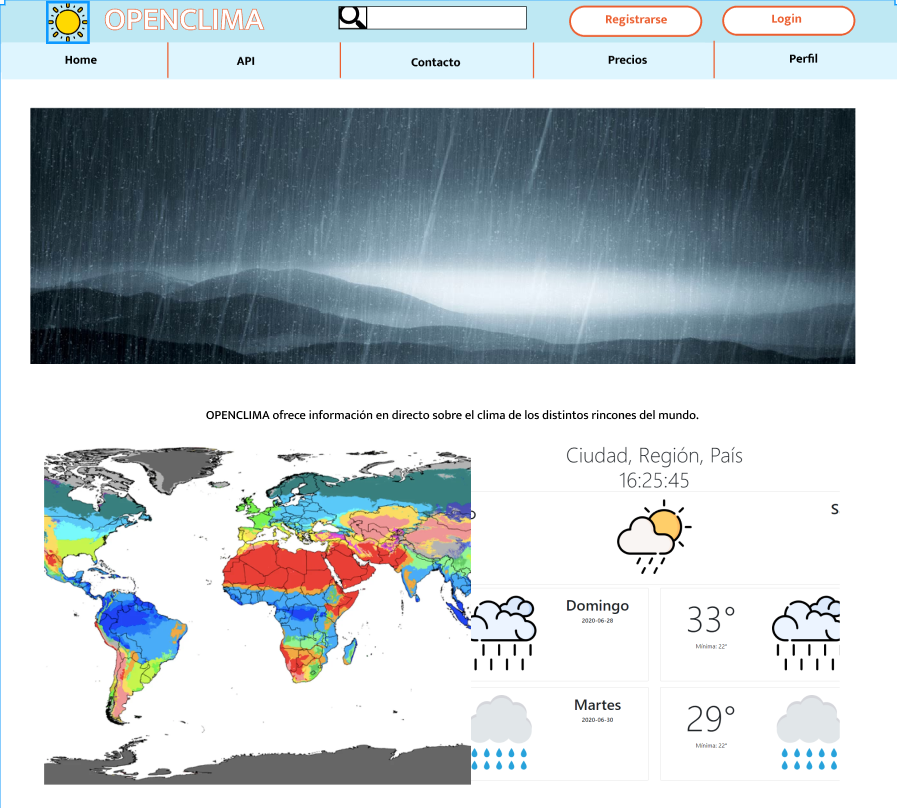 OPENCLIMA
Registrarse
Login
Home
API
Contacto
Precios
Perfil
OPENCLIMA ofrece información en directo sobre el clima de los distintos rincones del mundo.
Ciudad, Región, País
16:25:45
S
Domingo
2020-06-28
33°
Mínima: 22°
Martes
2020-06-30
29°
Mínima: 22°